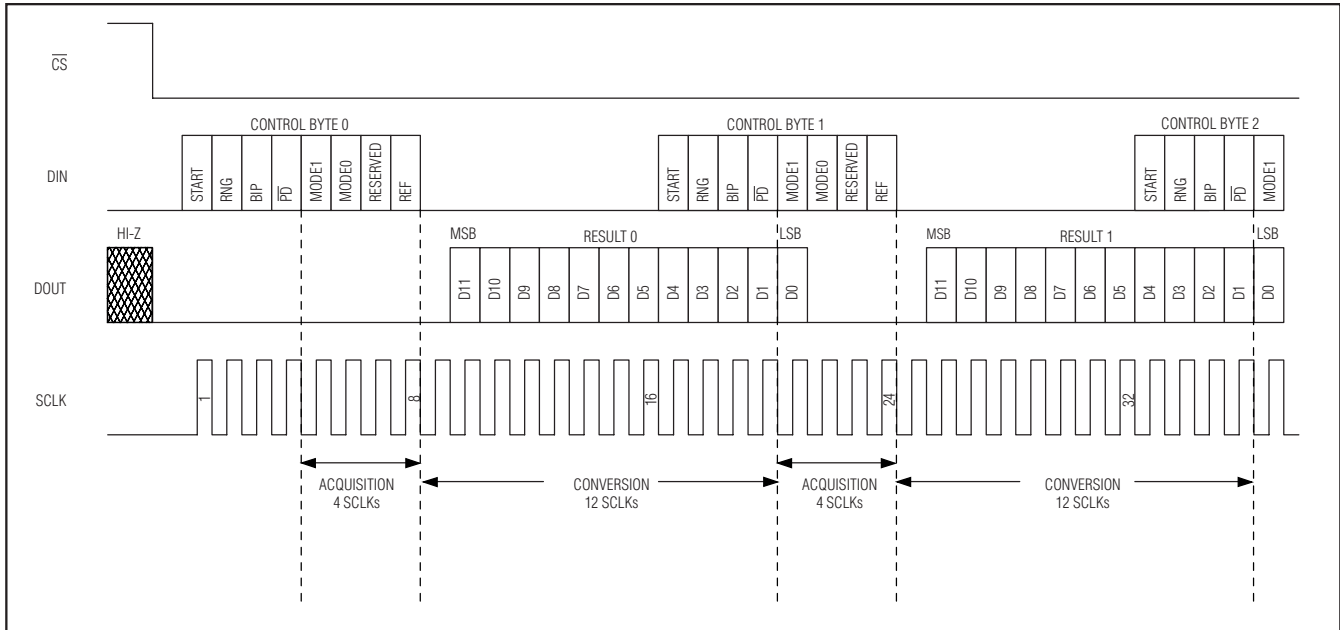 CS
CONTROL BYTE 0
CONTROL BYTE 1
CONTROL BYTE 2
DIN
START
RNG
BIP
PD
MODE1
MODE0
RESERVED
REF
START
RNG
BIP
PD
MODE1
MODE0
RESERVED
REF
START
RNG
BIP
PD
MODE1
HI-Z
MSB
RESULT 0
LSB
MSB
RESULT 1
LSB
DOUT
D11
D10
D9
D8
D7
D6
D5
D4
D3
D2
D1
D0
D11
D10
D9
D8
D7
D6
D5
D4
D3
D2
D1
D0
SCLK
1
8
16
24
32
ACQUISITION
4 SCLKs
CONVERSION
12 SCLKs
ACQUISITION
4 SCLKs
CONVERSION
12 SCLKs